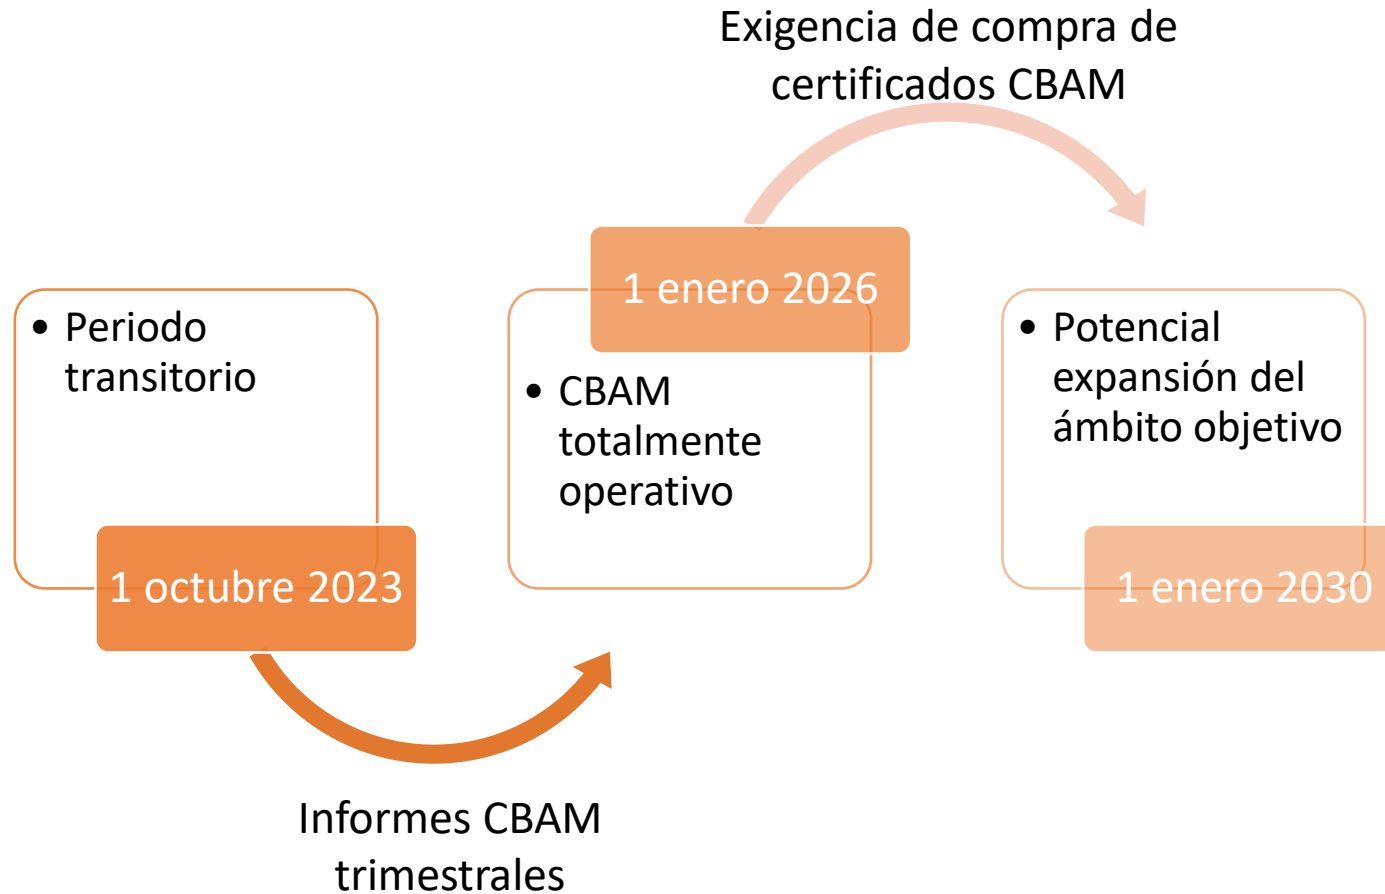 Exigencia de compra de
certificados CBAM
• Periodo
transitorio
1 octubre 2023
Informes CBAM
trimestrales
1 enero 2026
• CBAM
totalmente
operativo
• Potencial
expansión del
ámbito objetivo
1 enero 2030